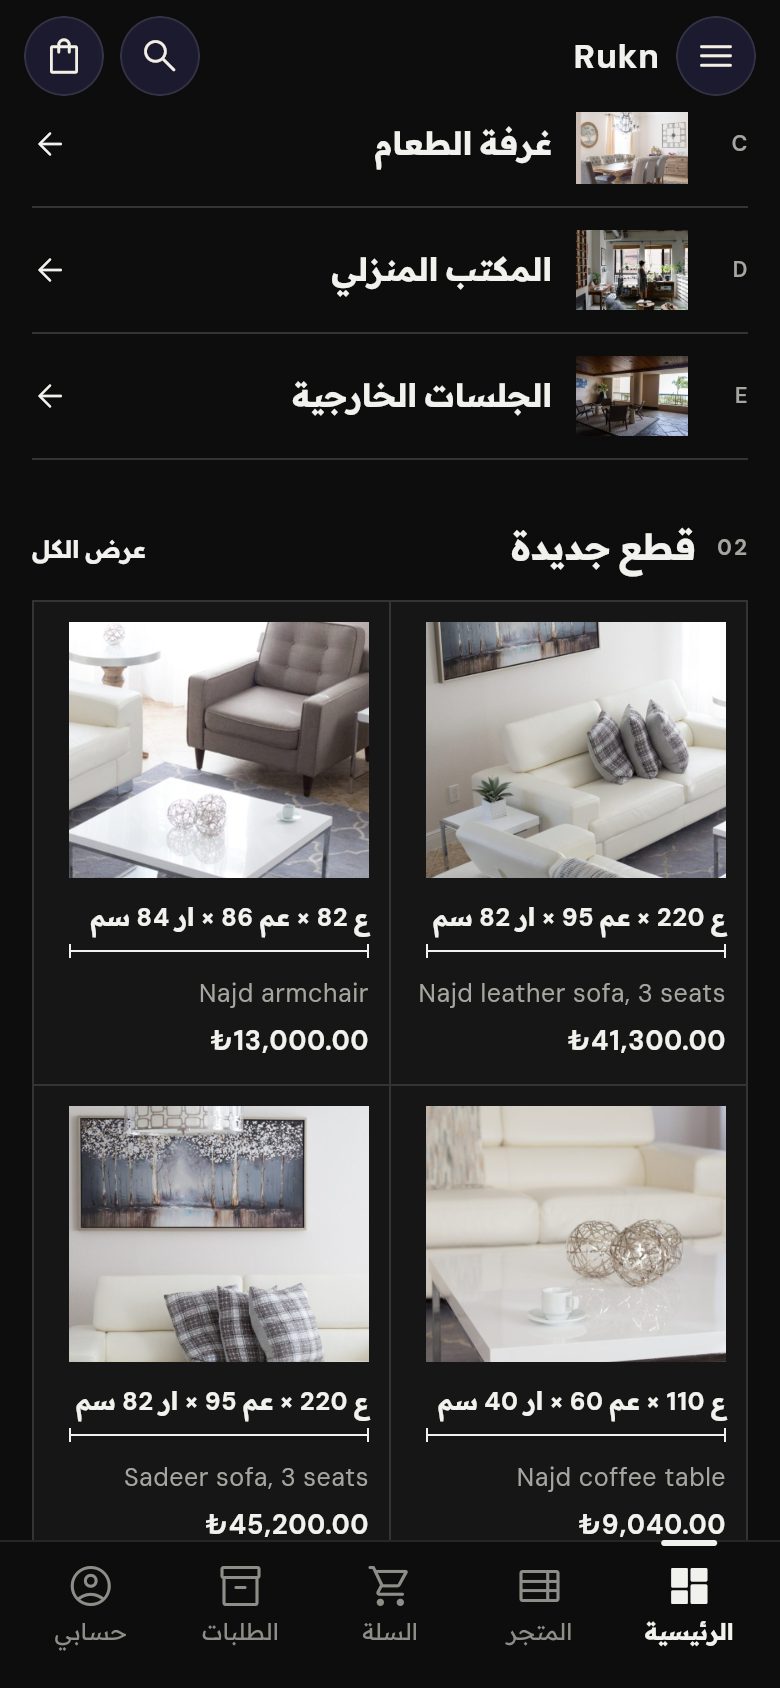 Rukn
C
غرفة الطعام
D
المكتب المنزلي
E
الجلسات الخارجية
02 قطع جديدة
عرض الكل
ع 220 × عم 95 × ار 82 سم
Najd leather sofa, 3 seats
₺41,300.00
ع 82 × عم 86 × ار 84 سم
Najd armchair
₺13,000.00
ع 110 × عم 60 × ار 40 سم
Najd coffee table
₺9,040.00
ع 220 × عم 95 × ار 82 سم
Sadeer sofa, 3 seats
₺45,200.00
الرئيسية
المتجر
السلة
الطلبات
حسابي